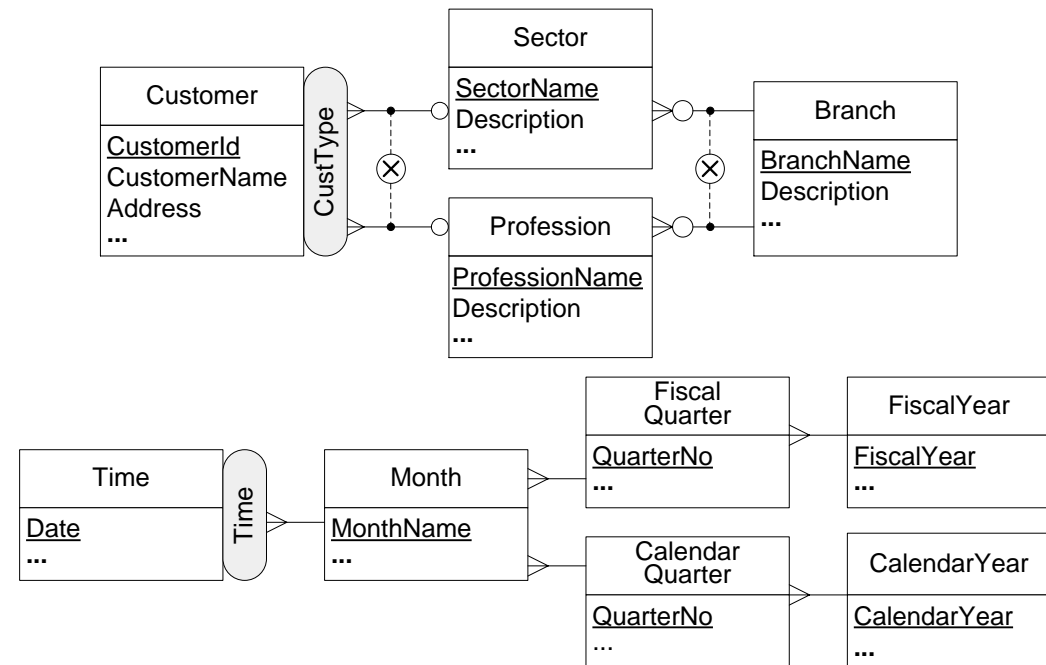 Customer
CustomerId
CustomerName
Address
...
CustType
Sector
SectorName
Description
...
Profession
ProfessionName
Description
...
Branch
BranchName
Description
...
Time
Date
...
Time
Month
MonthName
...
Fiscal
Quarter
QuarterNo
...
FiscalYear
FiscalYear
...
Calendar
Quarter
QuarterNo
...
CalendarYear
CalendarYear
...